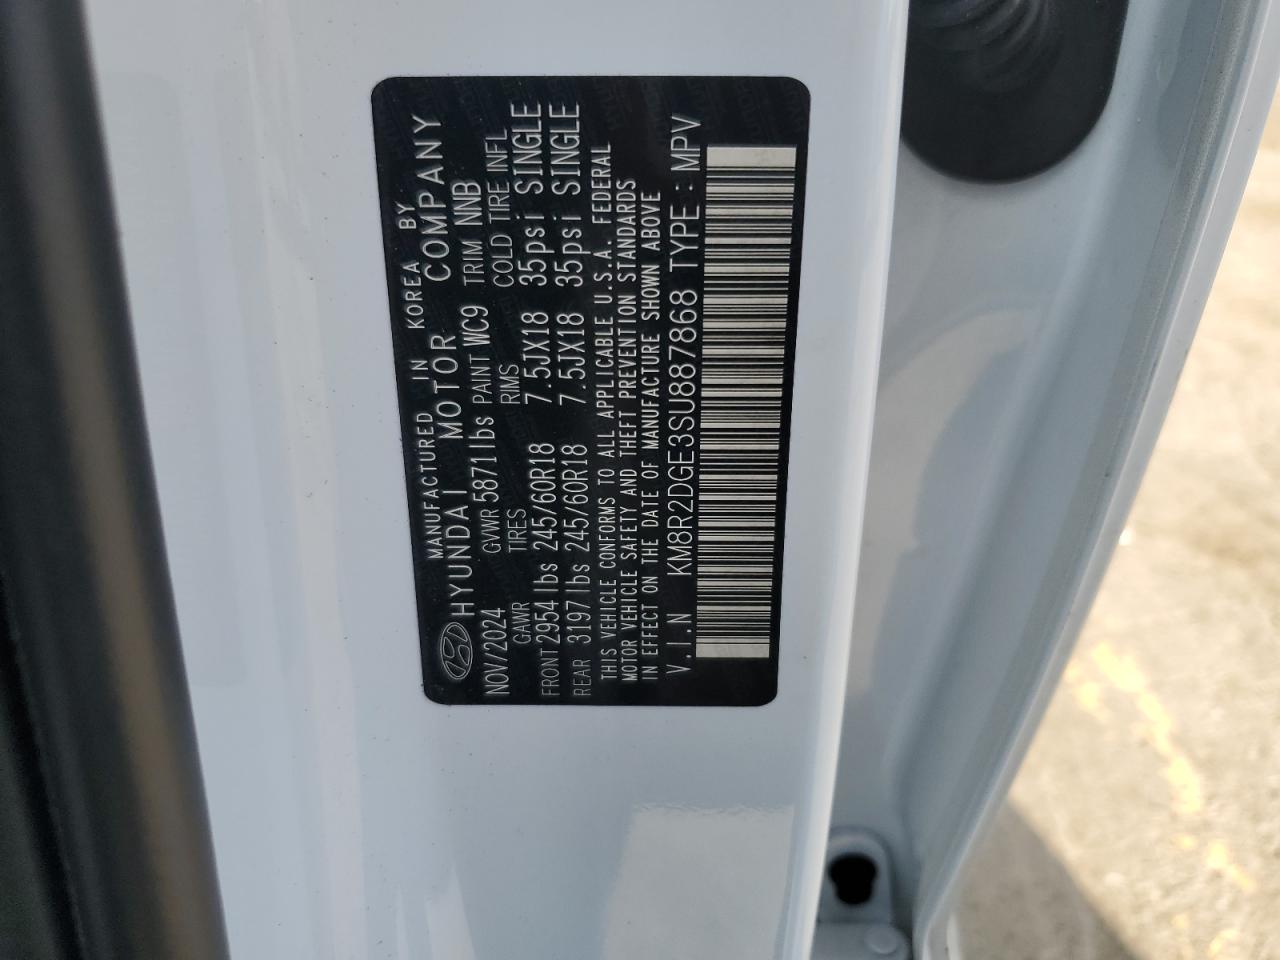 MANUFACTURED IN KOREA BY
HYUNDAI MOTOR COMPANY
NOV/2024 GVWR 5871lbs PAINT WC9 TRIM NNB
GAWR TIRES RIMS COLD TIRE INFL
FRONT 2954lbs 245/60R18 7.5JX18 35psi SINGLE
REAR 3197lbs 245/60R18 7.5JX18 35psi SINGLE
THIS VEHICLE CONFORMS TO ALL APPLICABLE U.S.A. FEDERAL
MOTOR VEHICLE SAFETY AND THEFT PREVENTION STANDARDS
IN EFFECT ON THE DATE OF MANUFACTURE SHOWN ABOVE
V.I.N KM8R2DGE3SU887868 TYPE : MPV